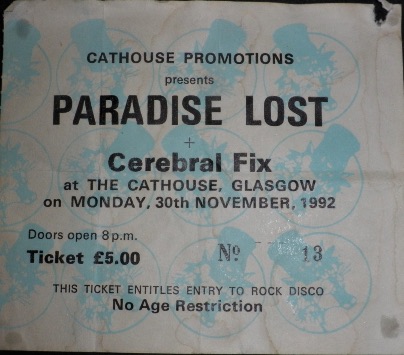 CATHOUSE PROMOTIONS
presents
PARADISE LOST
+
Cerebral Fix
at THE CATHOUSE, GLASGOW
on MONDAY, 30th NOVEMBER, 1992
Doors open 8 p.m.
Ticket £5.00 Nº 13
THIS TICKET ENTITLES ENTRY TO ROCK DISCO
No Age Restriction